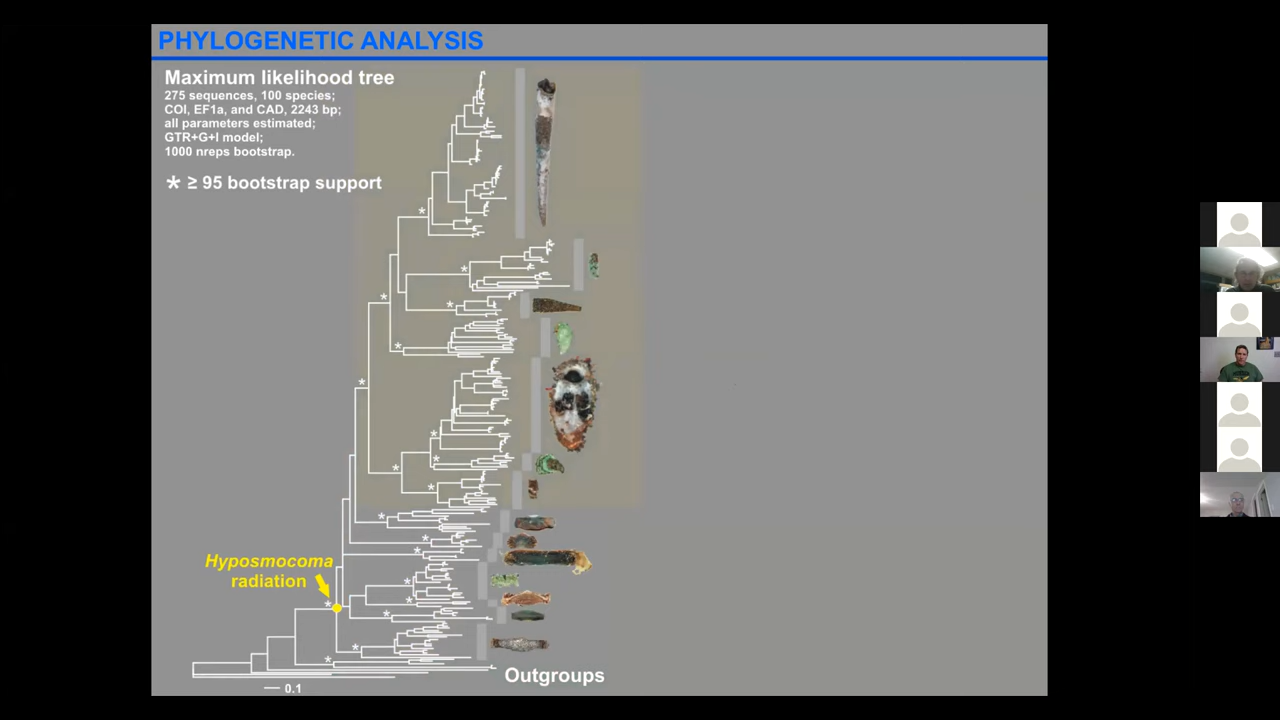 PHYLOGENETIC ANALYSIS
Maximum likelihood tree
275 sequences, 100 species;
COI, EF1a, and CAD, 2243 bp;
all parameters estimated;
GTR+G+I model;
1000 nreps bootstrap.
* ≥ 95 bootstrap support
Hyposmocoma
radiation
Outgroups
0.1